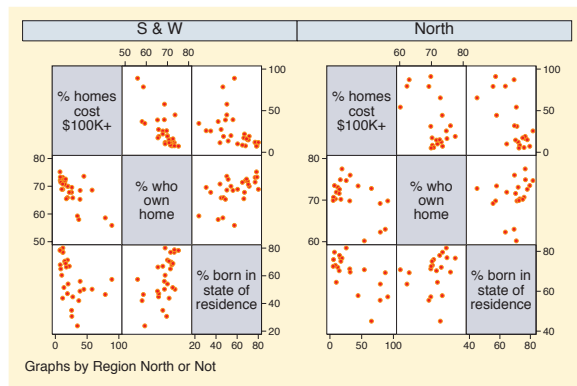 S & W
North
50 60 70 80
60 70 80
% homes
cost
$100K+
100
50
0
% homes
cost
$100K+
100
50
0
80
70
60
50
% who
own
home
80
70
60
% who
own
home
% born in
state of
residence
80
60
40
20
% born in
state of
residence
80
60
40
0 50 100
20 40 60 80
0 50 100
40 60 80
Graphs by Region North or Not